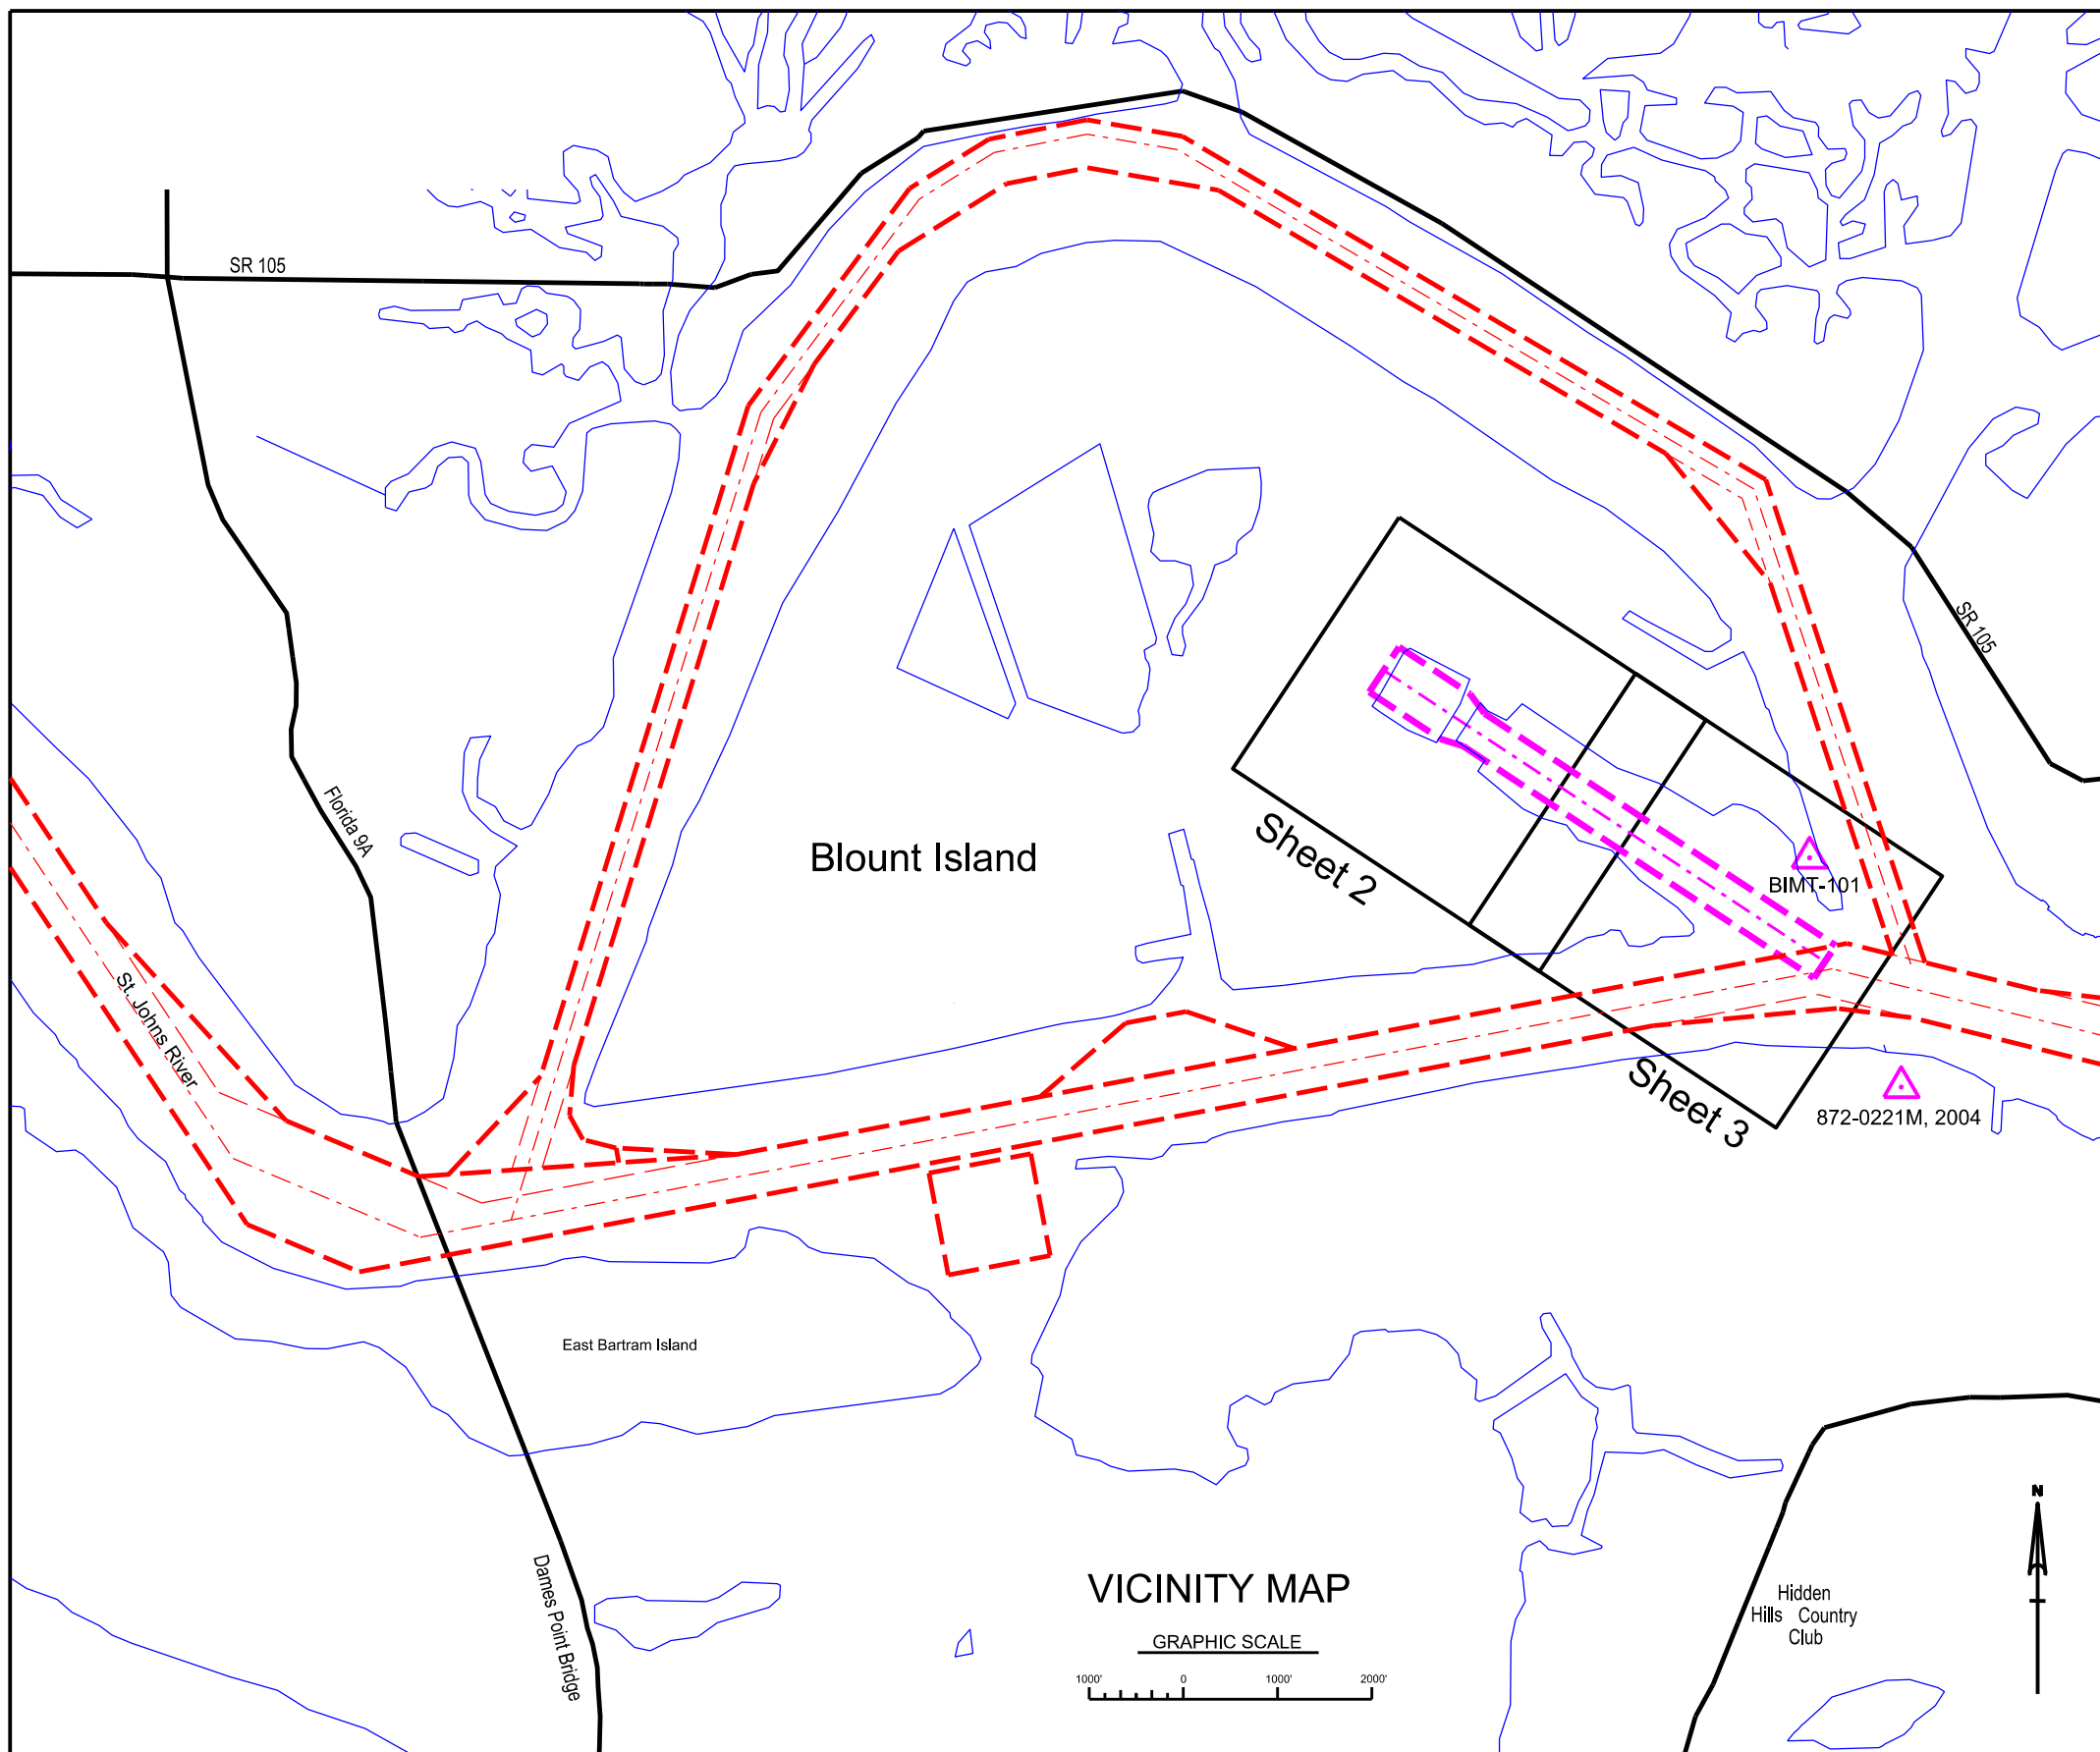 SR 105
SR 105
Florida 9A
Blount Island
Sheet 2
BIMT-101
St. Johns River
Sheet 3
872-0221M, 2004
East Bartram Island
Dames Point Bridge
VICINITY MAP
GRAPHIC SCALE
1000' 0 1000' 2000'
N
Hidden
Hills Country
Club